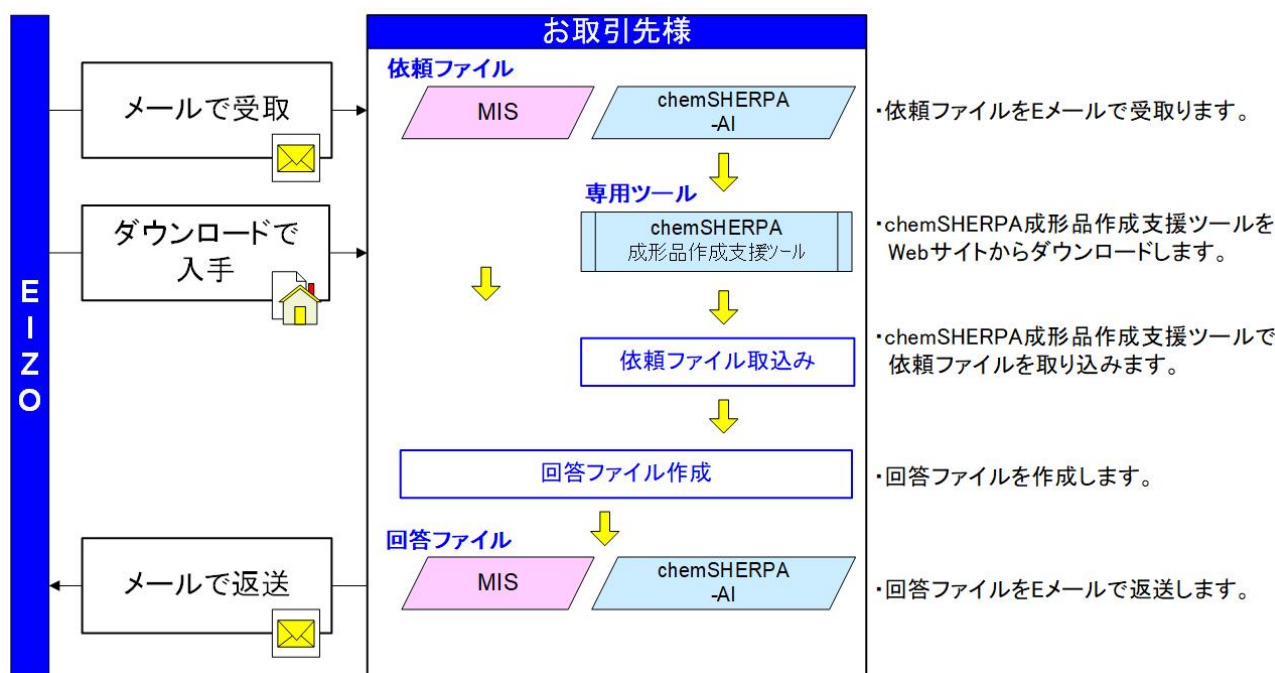 お取引先様
EIZO
メールで受取
依頼ファイル
MIS
chemSHERPA
-AI
・依頼ファイルをEメールで受取ります。
ダウンロードで
入手
専用ツール
chemSHERPA
成形品作成支援ツール
・chemSHERPA成形品作成支援ツールを
Webサイトからダウンロードします。
依頼ファイル取込み
・chemSHERPA成形品作成支援ツールで
依頼ファイルを取り込みます。
回答ファイル作成
・回答ファイルを作成します。
メールで返送
回答ファイル
MIS
chemSHERPA
-AI
・回答ファイルをEメールで返送します。